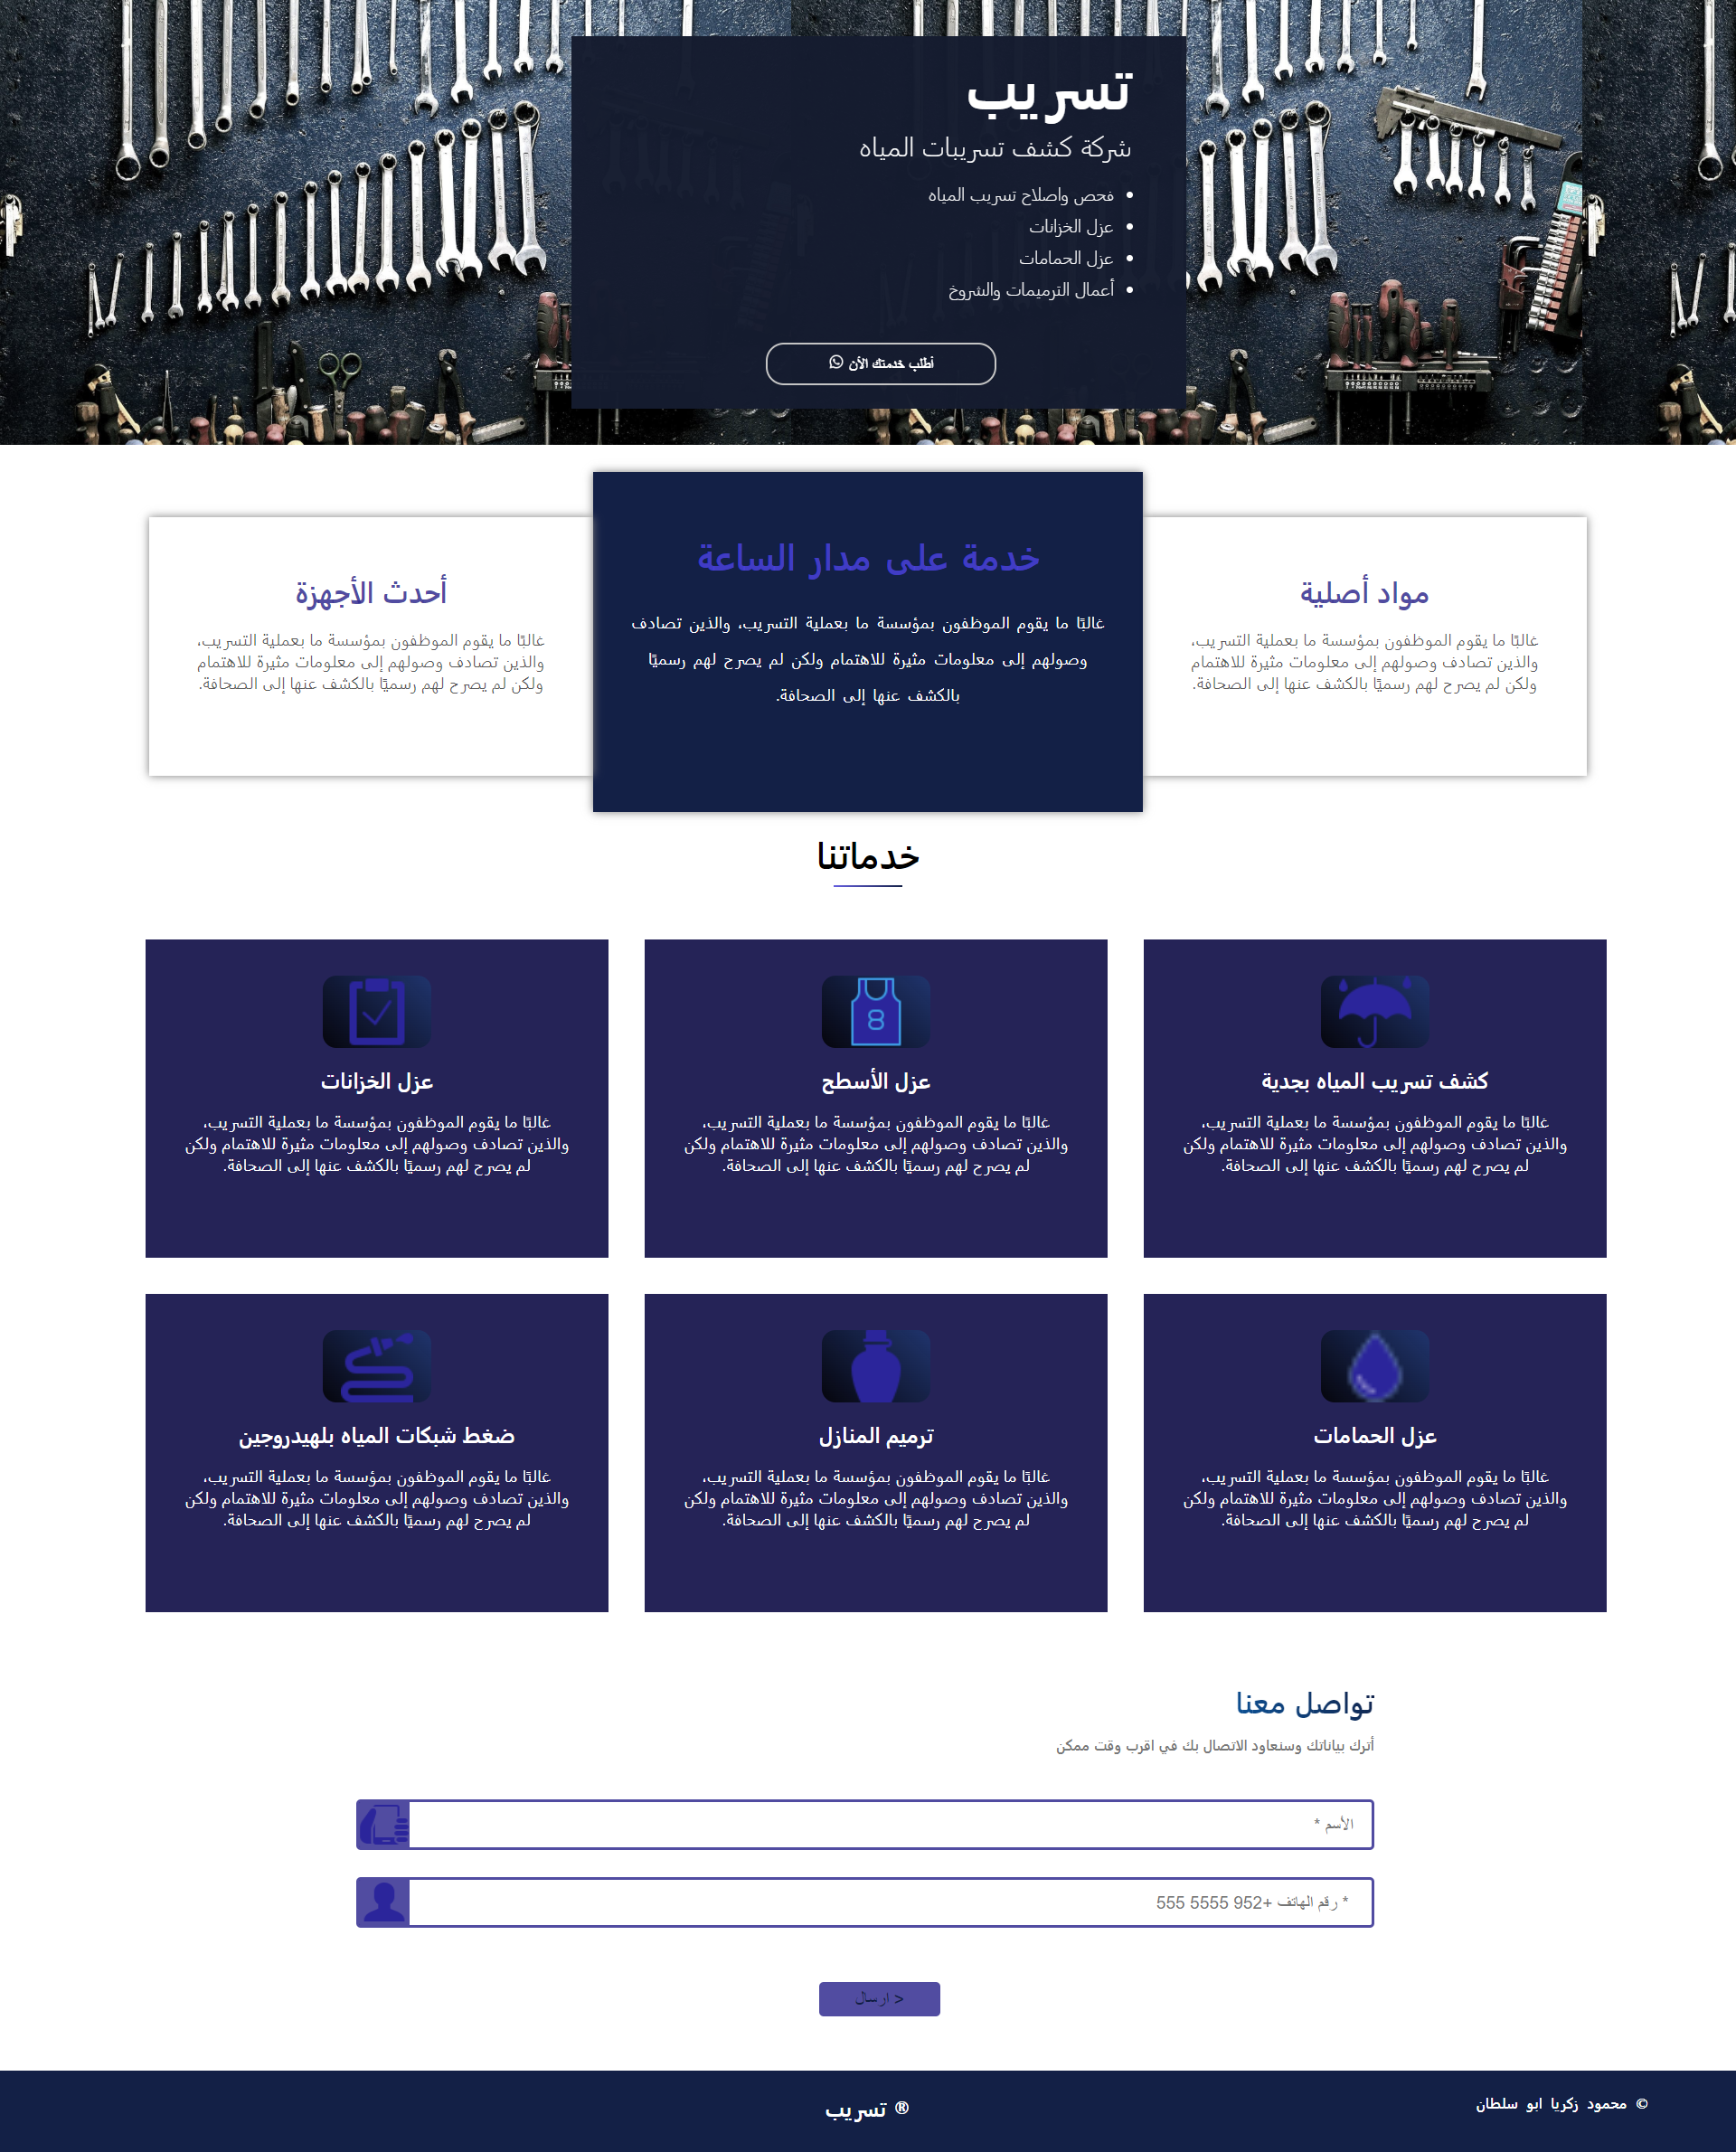 تسريب
شركة كشف تسريبات المياه
• فحص واصلاح تسريب المياه
• عزل الخزانات
• عزل الحمامات
• أعمال الترميمات والشروخ
أطلب خدمتك الأن
مواد أصلية
غالبًا ما يقوم الموظفون بمؤسسة ما بعملية التسريب،
والذين تصادف وصولهم إلى معلومات مثيرة للاهتمام
ولكن لم يصرح لهم رسميًا بالكشف عنها إلى الصحافة.
خدمة على مدار الساعة
غالبًا ما يقوم الموظفون بمؤسسة ما بعملية التسريب، والذين تصادف
وصولهم إلى معلومات مثيرة للاهتمام ولكن لم يصرح لهم رسميًا
بالكشف عنها إلى الصحافة.
أحدث الأجهزة
غالبًا ما يقوم الموظفون بمؤسسة ما بعملية التسريب،
والذين تصادف وصولهم إلى معلومات مثيرة للاهتمام
ولكن لم يصرح لهم رسميًا بالكشف عنها إلى الصحافة.
خدماتنا
كشف تسريب المياه بجدية
غالبًا ما يقوم الموظفون بمؤسسة ما بعملية التسريب،
والذين تصادف وصولهم إلى معلومات مثيرة للاهتمام ولكن
لم يصرح لهم رسميًا بالكشف عنها إلى الصحافة.
8
عزل الأسطح
غالبًا ما يقوم الموظفون بمؤسسة ما بعملية التسريب،
والذين تصادف وصولهم إلى معلومات مثيرة للاهتمام ولكن
لم يصرح لهم رسميًا بالكشف عنها إلى الصحافة.
عزل الخزانات
غالبًا ما يقوم الموظفون بمؤسسة ما بعملية التسريب،
والذين تصادف وصولهم إلى معلومات مثيرة للاهتمام ولكن
لم يصرح لهم رسميًا بالكشف عنها إلى الصحافة.
عزل الحمامات
غالبًا ما يقوم الموظفون بمؤسسة ما بعملية التسريب،
والذين تصادف وصولهم إلى معلومات مثيرة للاهتمام ولكن
لم يصرح لهم رسميًا بالكشف عنها إلى الصحافة.
ترميم المنازل
غالبًا ما يقوم الموظفون بمؤسسة ما بعملية التسريب،
والذين تصادف وصولهم إلى معلومات مثيرة للاهتمام ولكن
لم يصرح لهم رسميًا بالكشف عنها إلى الصحافة.
ضغط شبكات المياه بلهيدروجين
غالبًا ما يقوم الموظفون بمؤسسة ما بعملية التسريب،
والذين تصادف وصولهم إلى معلومات مثيرة للاهتمام ولكن
لم يصرح لهم رسميًا بالكشف عنها إلى الصحافة.
تواصل معنا
أترك بياناتك وسنعاود الاتصال بك في اقرب وقت ممكن
الأسم *
* رقم الهاتف +952 5555 555
< ارسال
© محمود زكريا ابو سلطان
® تسريب